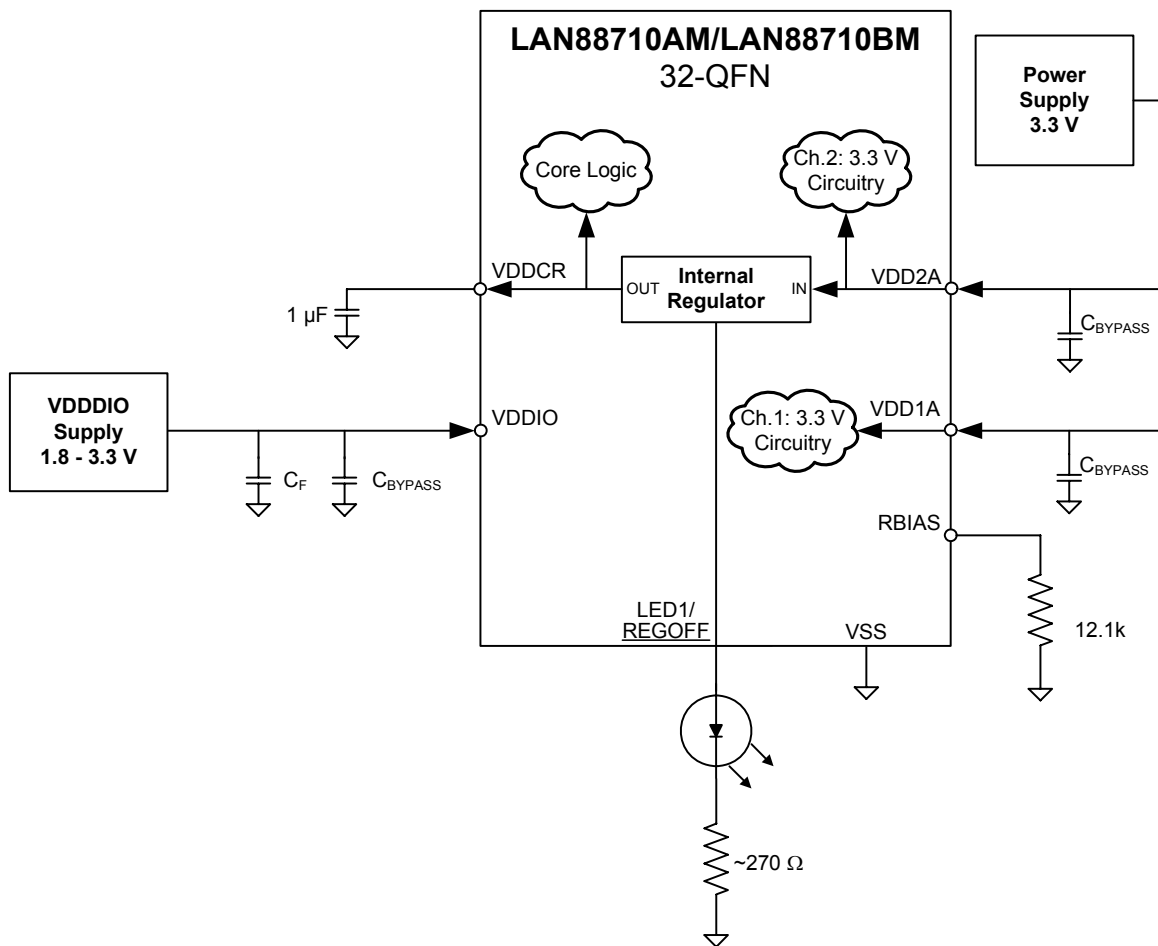 LAN88710AM/LAN88710BM
32-QFN
Power
Supply
3.3 V
Core Logic
Ch.2: 3.3 V
Circuitry
VDDCR
OUT
Internal
Regulator
IN
VDD2A
1 µF
CBYPASS
VDDDIO
Supply
1.8 - 3.3 V
VDDIO
CF
CBYPASS
Ch.1: 3.3 V
Circuitry
VDD1A
CBYPASS
RBIAS
12.1k
LED1/
REGOFF
VSS
~270 Ω